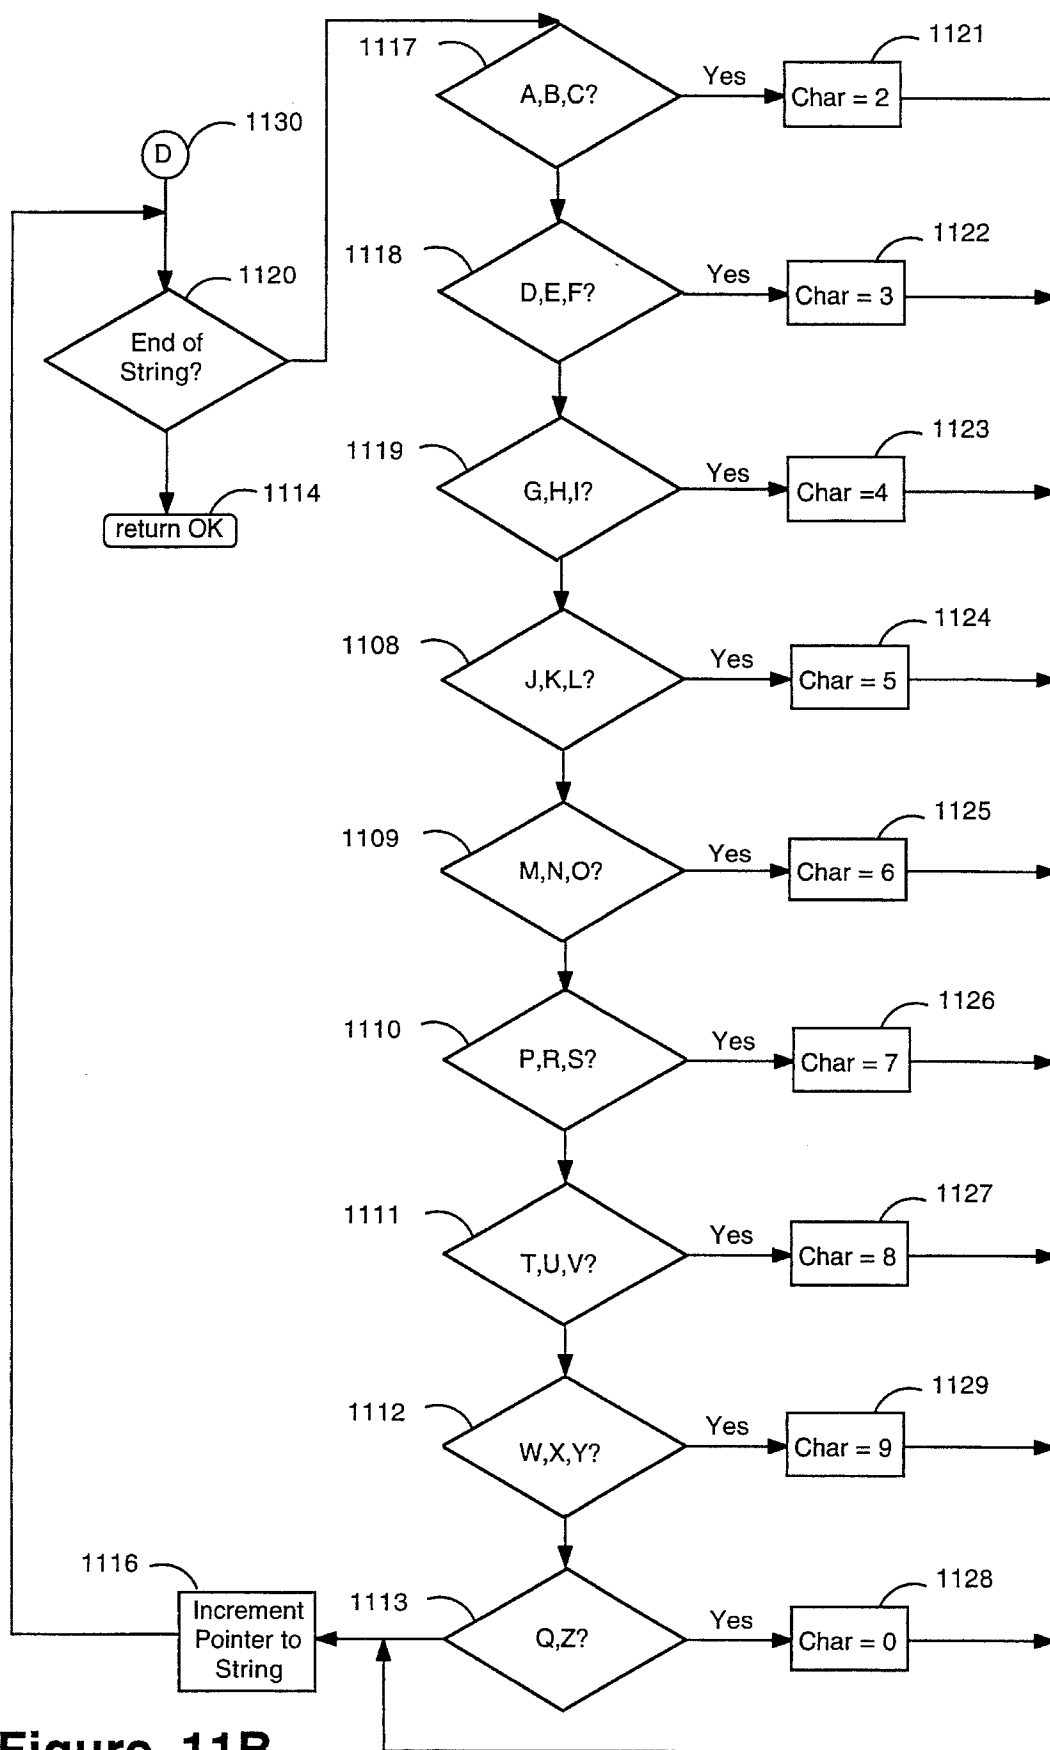 1117
A,B,C?
Yes
1121
Char = 2
D
1130
1118
D,E,F?
Yes
1122
Char = 3
1120
End of
String?
1119
G,H,I?
Yes
1123
Char =4
1114
return OK
1108
J,K,L?
Yes
1124
Char = 5
1109
M,N,O?
Yes
1125
Char = 6
1110
P,R,S?
Yes
1126
Char = 7
1111
T,U,V?
Yes
1127
Char = 8
1112
W,X,Y?
Yes
1129
Char = 9
1116
Increment
Pointer to
String
1113
Q,Z?
Yes
1128
Char = 0
Figure 11B